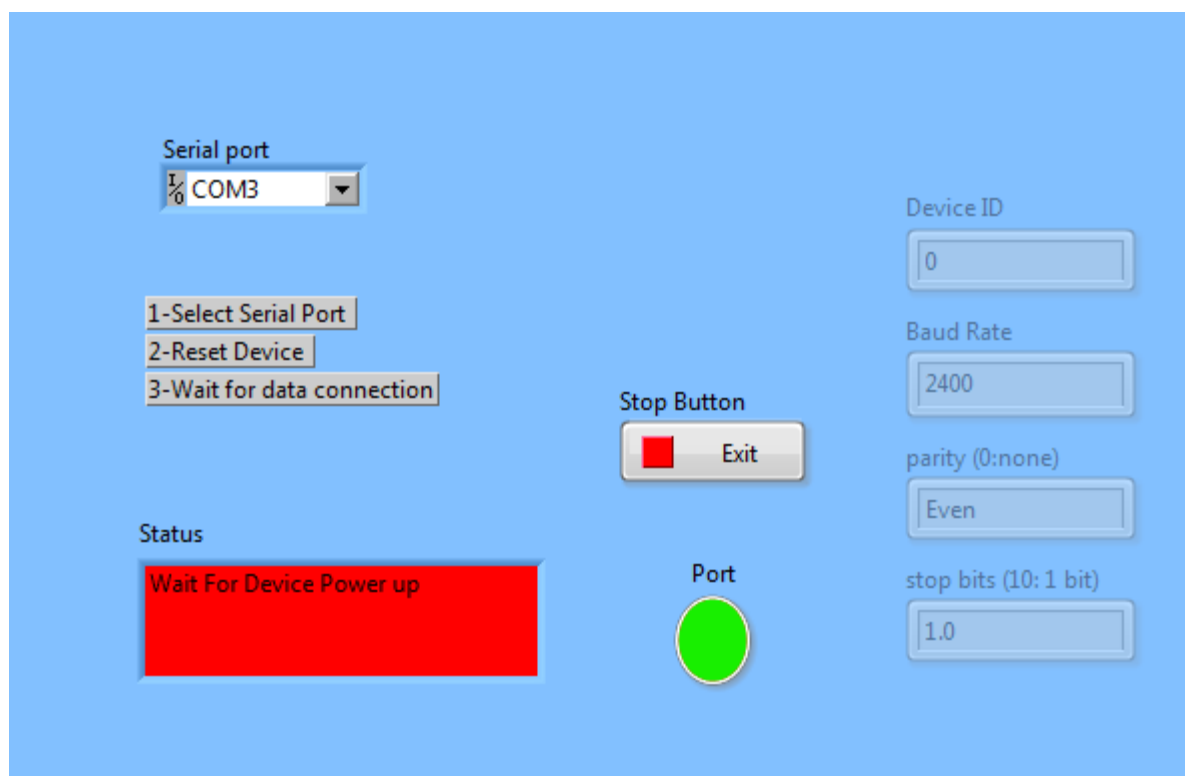 Serial port
I/O COM3
1-Select Serial Port
2-Reset Device
3-Wait for data connection
Stop Button
Exit
Status
Wait For Device Power up
Port
Device ID
0
Baud Rate
2400
parity (0:none)
Even
stop bits (10: 1 bit)
1.0